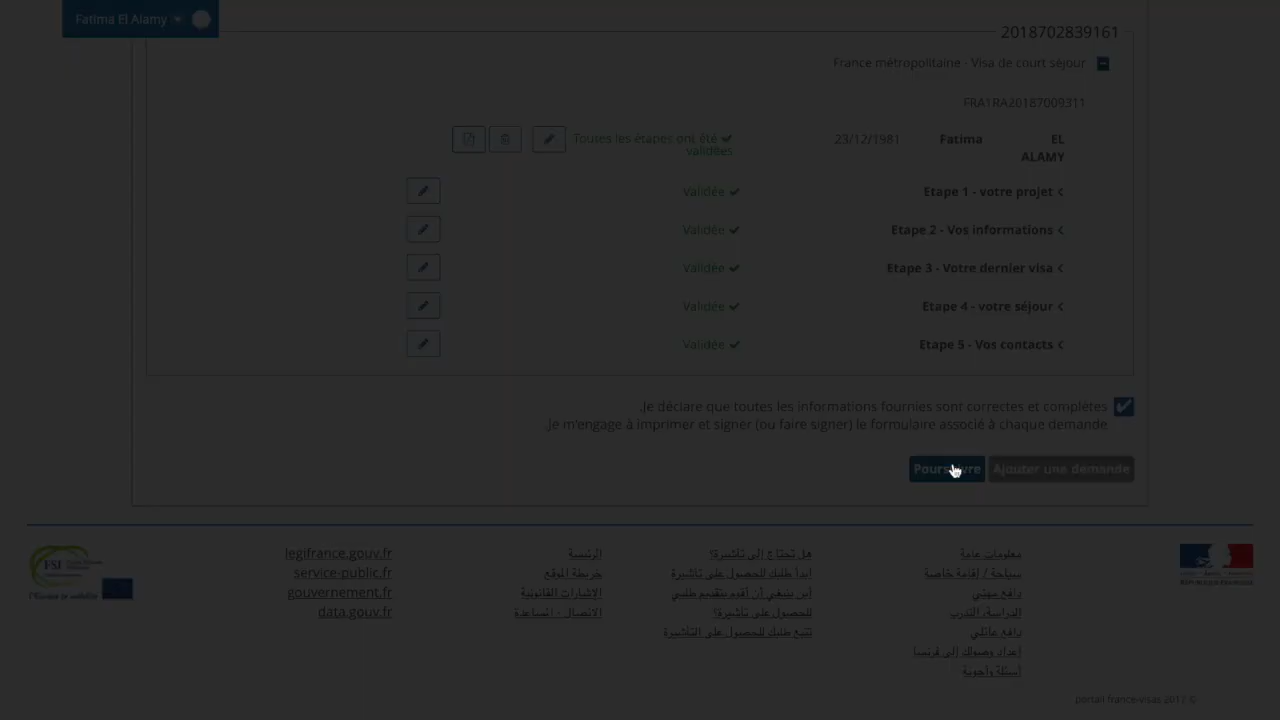 Fatima El Alamy
2018702839161
France métropolitaine - Visa de court séjour
FRA1RA20187009311
23/12/1981 Fatima EL ALAMY
Toutes les étapes ont été validées
Etape 1 - votre projet
Validée
Etape 2 - Vos informations
Validée
Etape 3 - Votre dernier visa
Validée
Etape 4 - votre séjour
Validée
Etape 5 - Vos contacts
Validée
.Je déclare que toutes les informations fournies sont correctes et complètes
.Je m'engage à imprimer et signer (ou faire signer) le formulaire associé à chaque demande
Poursuivre
Ajouter une demande
معلومات عامة
سياحة / إقامة خاصة
دافع مهني
الدراسة/ التدرب
دافع عائلي
إعداد وصولك إلى فرنسا
أسئلة وأجوبة
هل تحتاج إلى تأشيرة؟
ابدأ طلبك للحصول على تأشيرة
أين ينبغي أن أقدم بتقديم طلبي
للحصول على تأشيرة؟
تتبع طلبك للحصول على التأشيرة
الرئيسية
خريطة الموقع
الإشارات القانونية
الاتصال - المساعدة
legifrance.gouv.fr
service-public.fr
gouvernement.fr
data.gouv.fr
FSJ
l'Europe en visibilité
RÉPUBLIQUE FRANÇAISE
portail france-visas 2017 ©